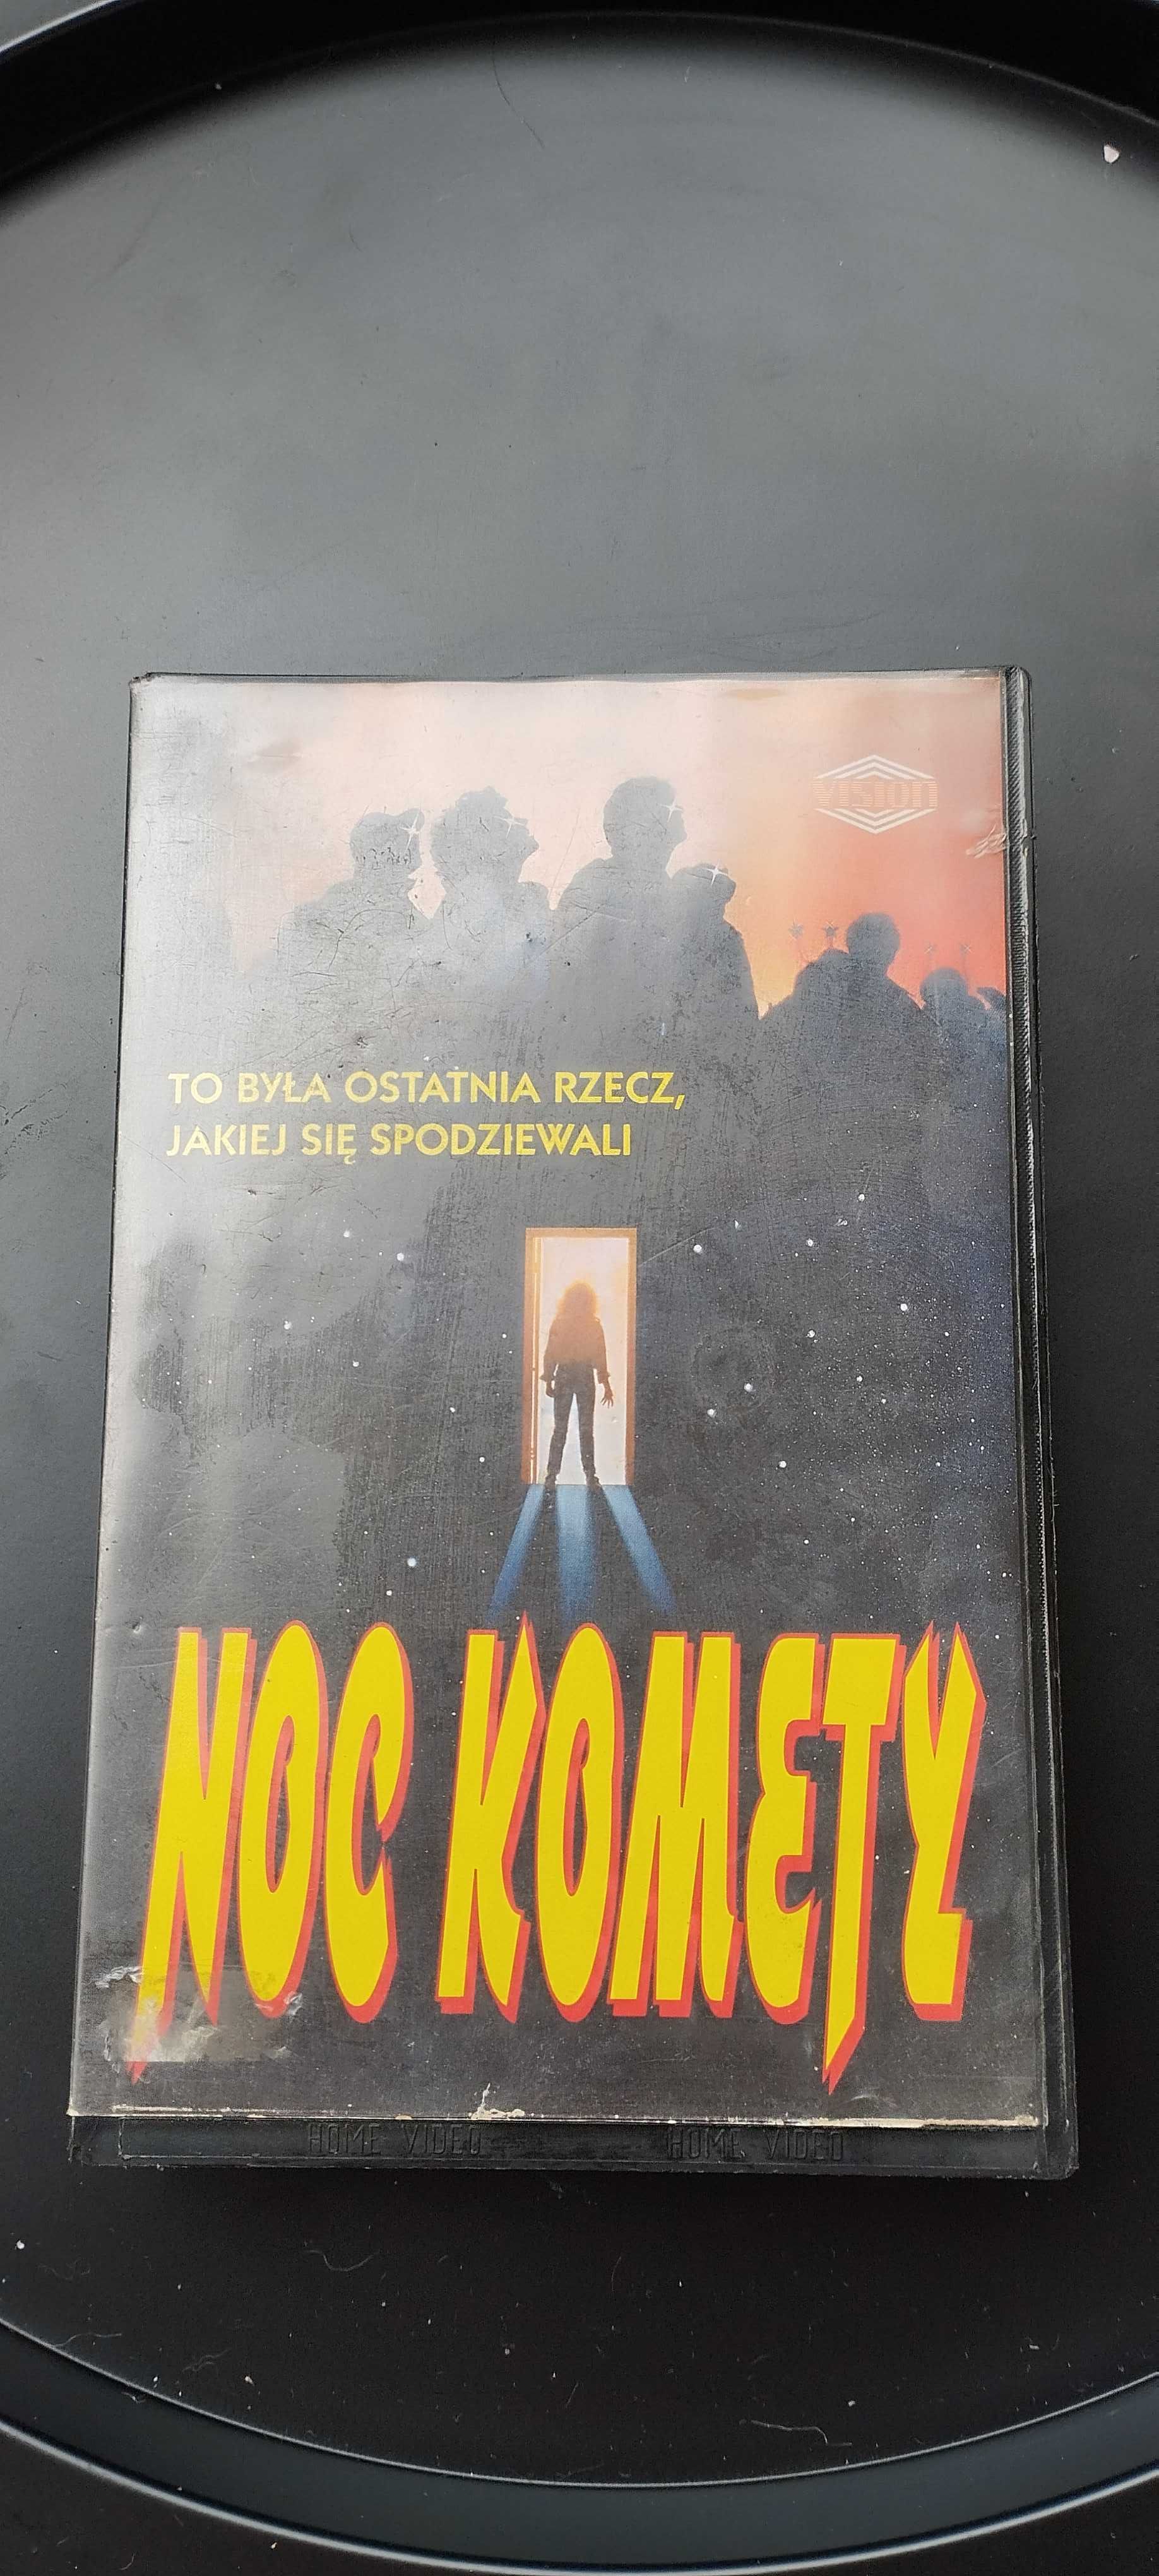 VISION
TO BYŁA OSTATNIA RZECZ,
JAKIEJ SIĘ SPODZIEWALI
NOC KOMETY
HOME VIDEO HOME VIDEO